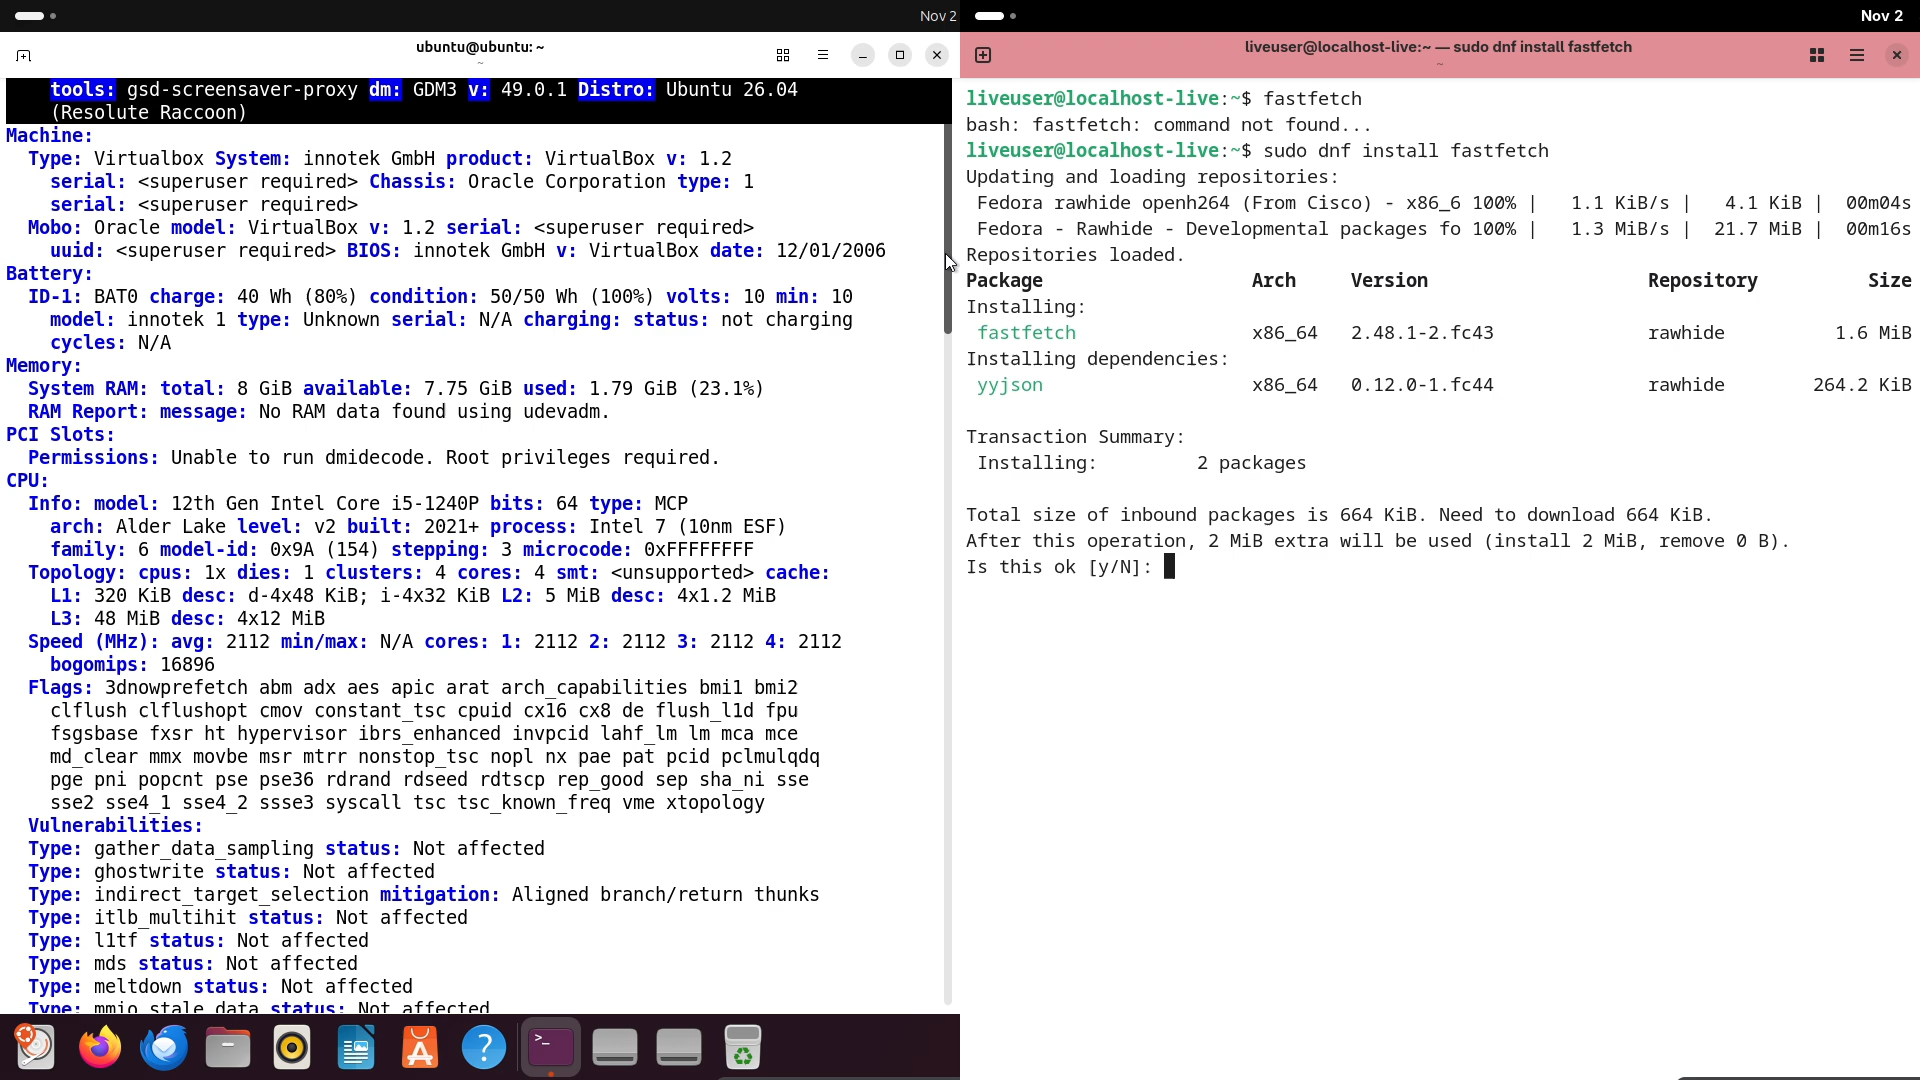 Nov 2
ubuntu@ubuntu: ~
~
tools: gsd-screensaver-proxy dm: GDM3 v: 49.0.1 Distro: Ubuntu 26.04
(Resolute Raccoon)
Machine:
Type: Virtualbox System: innotek GmbH product: VirtualBox v: 1.2
serial: <superuser required> Chassis: Oracle Corporation type: 1
serial: <superuser required>
Mobo: Oracle model: VirtualBox v: 1.2 serial: <superuser required>
uuid: <superuser required> BIOS: innotek GmbH v: VirtualBox date: 12/01/2006
Battery:
ID-1: BAT0 charge: 40 Wh (80%) condition: 50/50 Wh (100%) volts: 10 min: 10
model: innotek 1 type: Unknown serial: N/A charging: status: not charging
cycles: N/A
Memory:
System RAM: total: 8 GiB available: 7.75 GiB used: 1.79 GiB (23.1%)
RAM Report: message: No RAM data found using udevadm.
PCI Slots:
Permissions: Unable to run dmidecode. Root privileges required.
CPU:
Info: model: 12th Gen Intel Core i5-1240P bits: 64 type: MCP
arch: Alder Lake level: v2 built: 2021+ process: Intel 7 (10nm ESF)
family: 6 model-id: 0x9A (154) stepping: 3 microcode: 0xFFFFFFFF
Topology: cpus: 1x dies: 1 clusters: 4 cores: 4 smt: <unsupported> cache:
L1: 320 KiB desc: d-4x48 KiB; i-4x32 KiB L2: 5 MiB desc: 4x1.2 MiB
L3: 48 MiB desc: 4x12 MiB
Speed (MHz): avg: 2112 min/max: N/A cores: 1: 2112 2: 2112 3: 2112 4: 2112
bogomips: 16896
Flags: 3dnowprefetch abm adx aes apic arat arch_capabilities bmi1 bmi2
clflush clflushopt cmov constant_tsc cpuid cx16 cx8 de flush_l1d fpu
fsgsbase fxsr ht hypervisor ibrs_enhanced invpcid lahf_lm lm mca mce
md_clear mmx movbe msr mtrr nonstop_tsc nopl nx pae pat pcid pclmulqdq
pge pni popcnt pse pse36 rdrand rdseed rdtscp rep_good sep sha_ni sse
sse2 sse4_1 sse4_2 ssse3 syscall tsc tsc_known_freq vme xtopology
Vulnerabilities:
Type: gather_data_sampling status: Not affected
Type: ghostwrite status: Not affected
Type: indirect_target_selection mitigation: Aligned branch/return thunks
Type: itlb_multihit status: Not affected
Type: l1tf status: Not affected
Type: mds status: Not affected
Type: meltdown status: Not affected
Type: mmio_stale_data status: Not affected
Nov 2
liveuser@localhost-live:~ — sudo dnf install fastfetch
~
liveuser@localhost-live:~$ fastfetch
bash: fastfetch: command not found...
liveuser@localhost-live:~$ sudo dnf install fastfetch
Updating and loading repositories:
Fedora rawhide openh264 (From Cisco) - x86_6 100% | 1.1 KiB/s | 4.1 KiB | 00m04s
Fedora - Rawhide - Developmental packages fo 100% | 1.3 MiB/s | 21.7 MiB | 00m16s
Repositories loaded.
Package Arch Version Repository Size
Installing:
fastfetch x86_64 2.48.1-2.fc43 rawhide 1.6 MiB
Installing dependencies:
yyjson x86_64 0.12.0-1.fc44 rawhide 264.2 KiB
Transaction Summary:
Installing: 2 packages
Total size of inbound packages is 664 KiB. Need to download 664 KiB.
After this operation, 2 MiB extra will be used (install 2 MiB, remove 0 B).
Is this ok [y/N]: